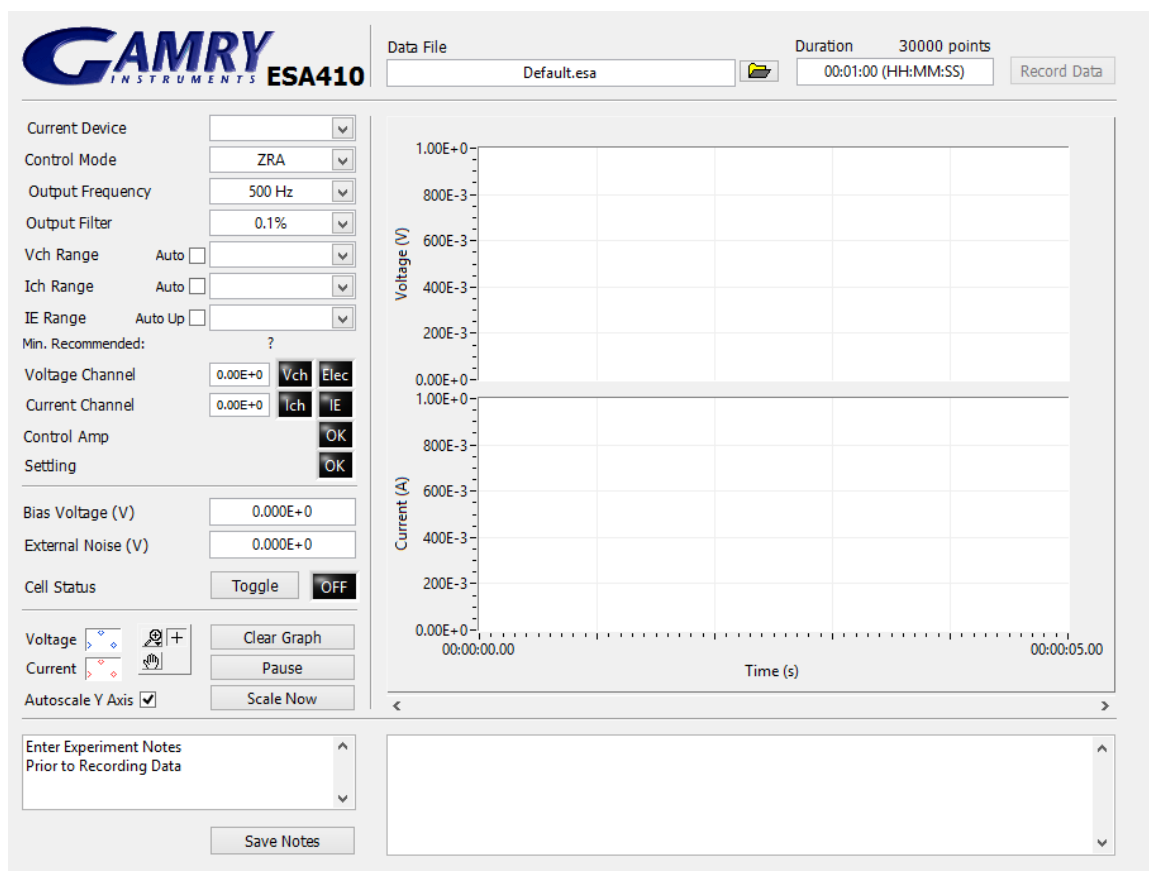 GAMRY
INSTRUMENTS ESA410
Data File
Default.esa
Duration 30000 points
00:01:00 (HH:MM:SS)
Record Data
Current Device
Control Mode ZRA
Output Frequency 500 Hz
Output Filter 0.1%
Vch Range Auto
Ich Range Auto
IE Range Auto Up
Min. Recommended: ?
Voltage Channel 0.00E+0 Vch Elec
Current Channel 0.00E+0 Ich IE
Control Amp OK
Settling OK
Bias Voltage (V) 0.000E+0
External Noise (V) 0.000E+0
Cell Status Toggle OFF
Voltage
Clear Graph
Current
Pause
Autoscale Y Axis
Scale Now
Voltage (V)
1.00E+0
800E-3
600E-3
400E-3
200E-3
0.00E+0
Current (A)
1.00E+0
800E-3
600E-3
400E-3
200E-3
0.00E+0
00:00:00.00 00:00:05.00
Time (s)
Enter Experiment Notes
Prior to Recording Data
Save Notes